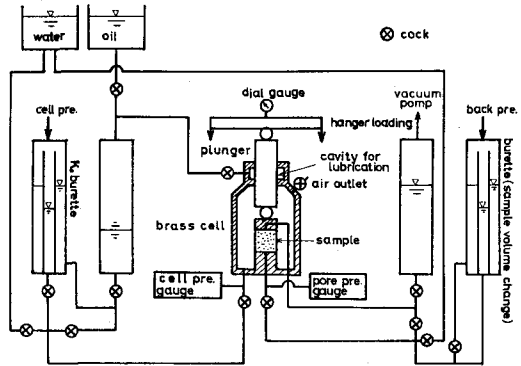 water
oil
cock
dial gauge
vacuum
pump
cell pre.
back pre.
hanger loading
plunger
cavity for
lubrication
air outlet
K₀ burette
brass cell
sample
burette (sample volume change)
cell pre.
gauge
pore pre.
gauge